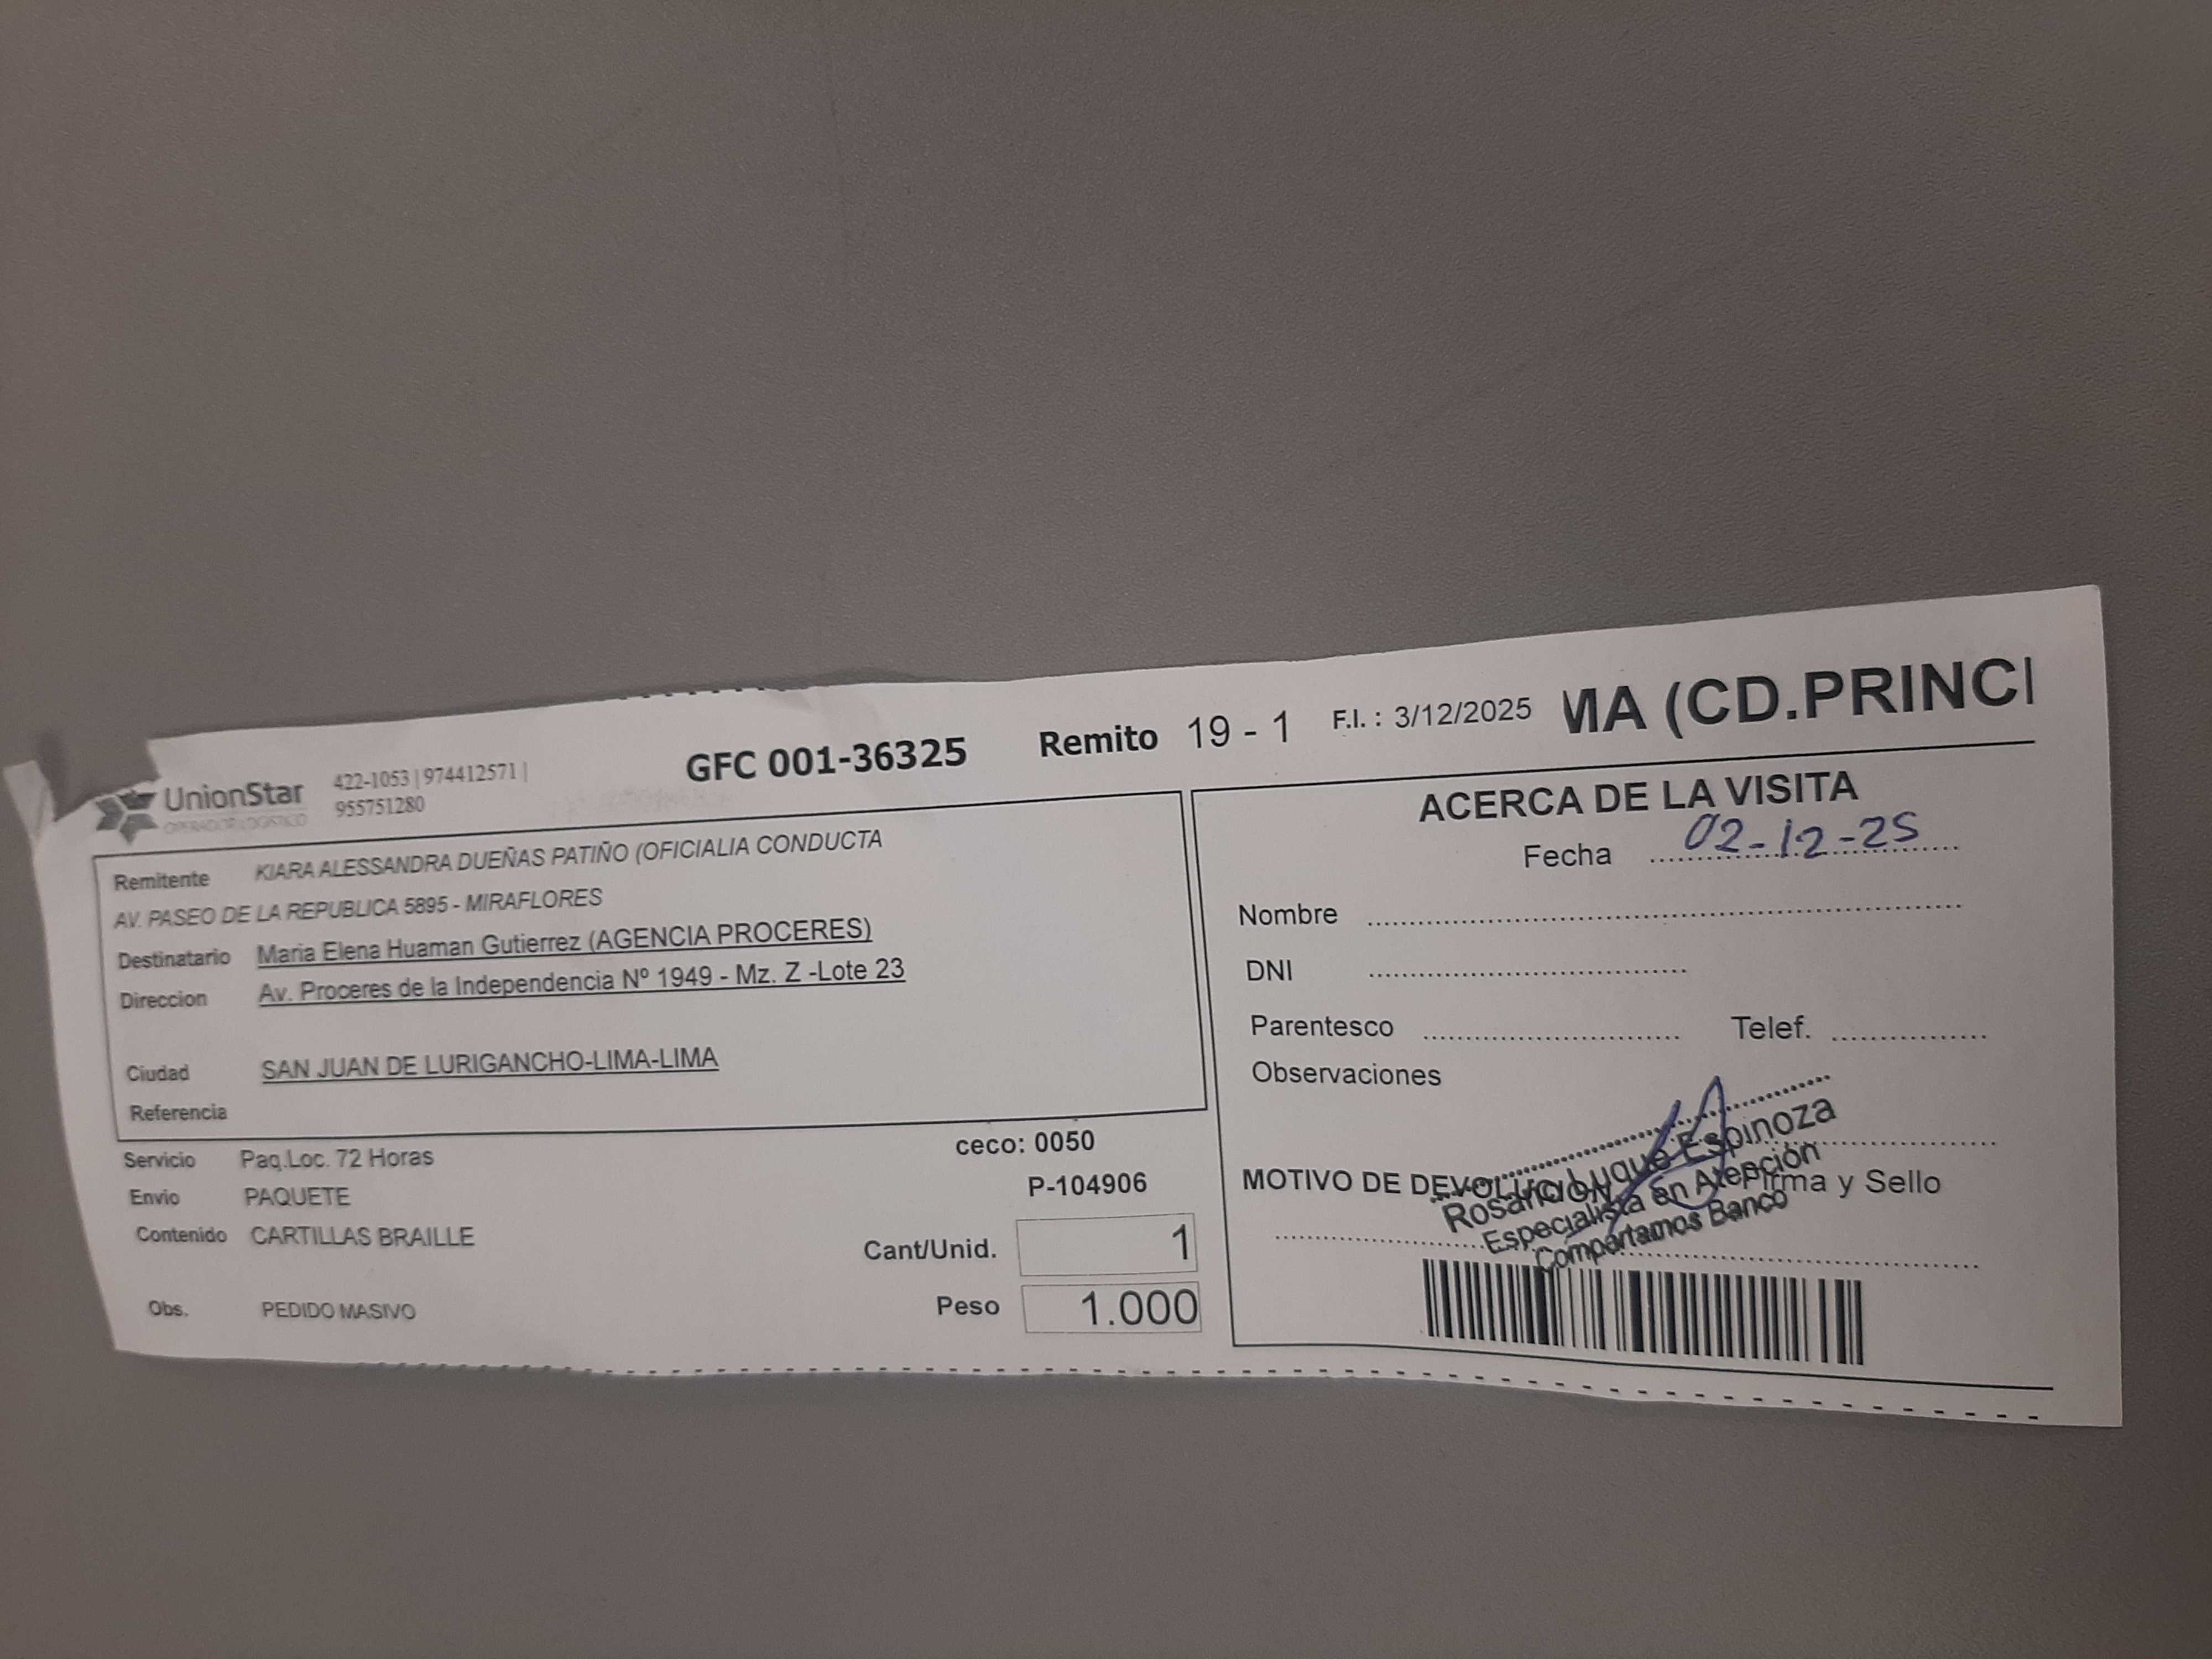 UnionStar
OPERADOR LOGISTICO
422-1053 | 974412571 |
955751280
GFC 001-36325
Remito 19 - 1
F.I. : 3/12/2025
MA (CD.PRINCI
Remitente KIARA ALESSANDRA DUEÑAS PATIÑO (OFICIALIA CONDUCTA
AV. PASEO DE LA REPUBLICA 5895 - MIRAFLORES
Destinatario Maria Elena Huaman Gutierrez (AGENCIA PROCERES)
Direccion Av. Proceres de la Independencia Nº 1949 - Mz. Z -Lote 23
Ciudad SAN JUAN DE LURIGANCHO-LIMA-LIMA
Referencia
Servicio Paq.Loc. 72 Horas
ceco: 0050
Envio PAQUETE
P-104906
Contenido CARTILLAS BRAILLE
Cant/Unid. 1
Obs. PEDIDO MASIVO
Peso 1.000
ACERCA DE LA VISITA
Fecha 02-12-25
Nombre
DNI
Parentesco Telef.
Observaciones
MOTIVO DE DEVOLUCION
Firma y Sello
Rosario Luque Espinoza
Especialista en Atención
Compartamos Banco